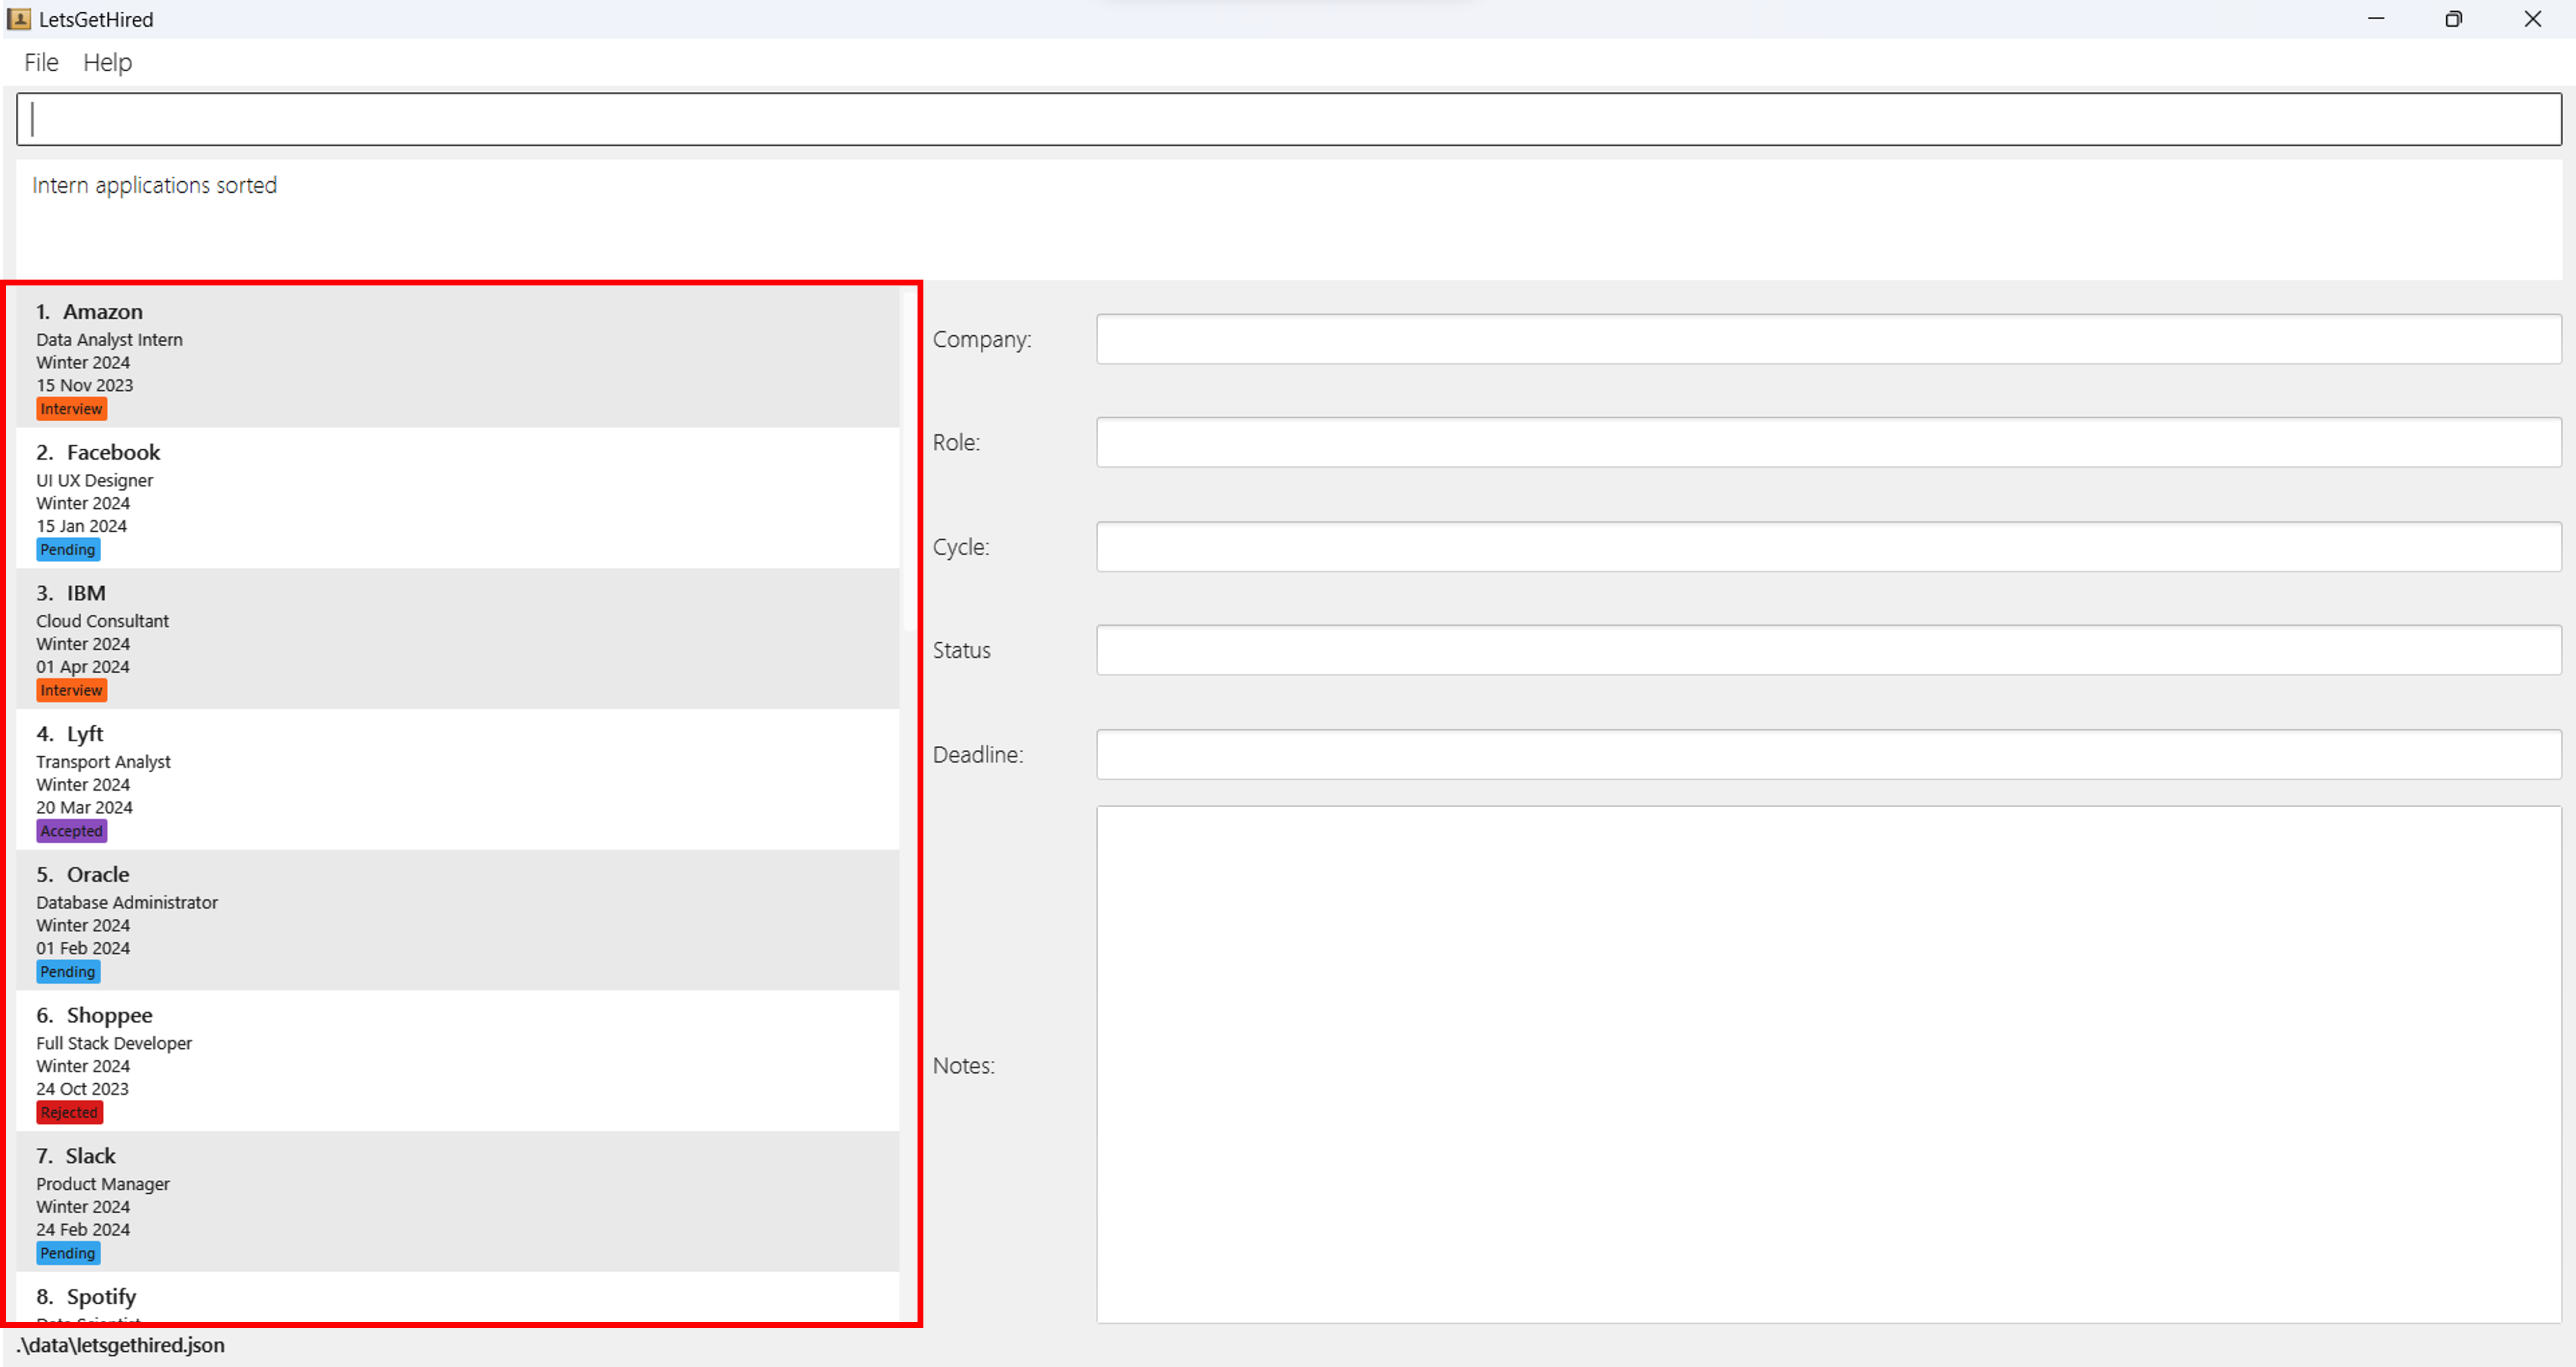 LetsGetHired
File Help
Intern applications sorted
1. Amazon
Data Analyst Intern
Winter 2024
15 Nov 2023
Interview
2. Facebook
UI UX Designer
Winter 2024
15 Jan 2024
Pending
3. IBM
Cloud Consultant
Winter 2024
01 Apr 2024
Interview
4. Lyft
Transport Analyst
Winter 2024
20 Mar 2024
Accepted
5. Oracle
Database Administrator
Winter 2024
01 Feb 2024
Pending
6. Shoppee
Full Stack Developer
Winter 2024
24 Oct 2023
Rejected
7. Slack
Product Manager
Winter 2024
24 Feb 2024
Pending
8. Spotify
Company:
Role:
Cycle:
Status
Deadline:
Notes:
.\data\letsgethired.json